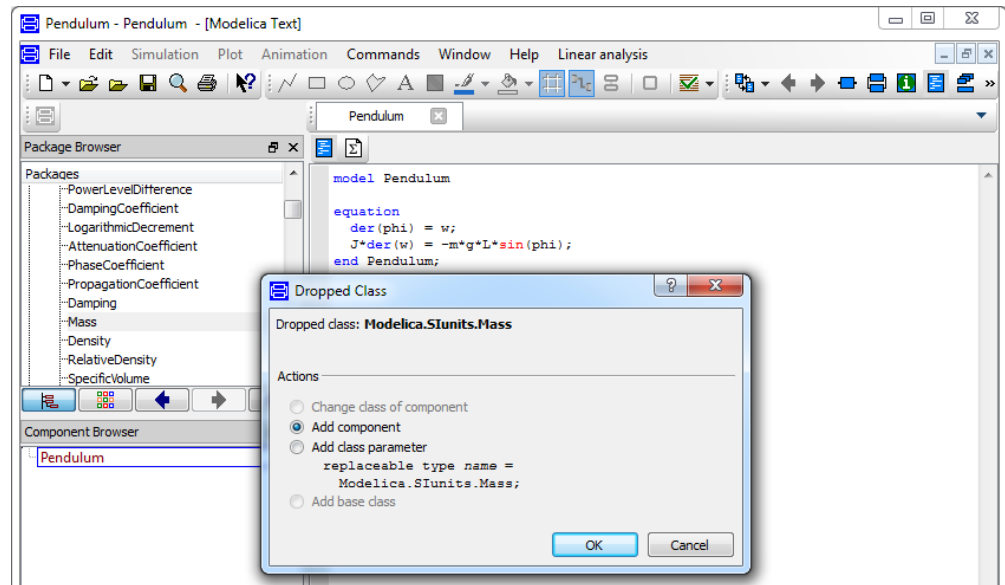 Pendulum - Pendulum - [Modelica Text]
File Edit Simulation Plot Animation Commands Window Help Linear analysis
Pendulum
Package Browser
Packages
PowerLevelDifference
DampingCoefficient
LogarithmicDecrement
AttenuationCoefficient
PhaseCoefficient
PropagationCoefficient
Damping
Mass
Density
RelativeDensity
SpecificVolume
Component Browser
Pendulum
model Pendulum
equation
der(phi) = w;
J*der(w) = -m*g*L*sin(phi);
end Pendulum;
Dropped Class
Dropped class: Modelica.SIunits.Mass
Actions
Change class of component
Add component
Add class parameter
replaceable type name =
Modelica.SIunits.Mass;
Add base class
OK Cancel